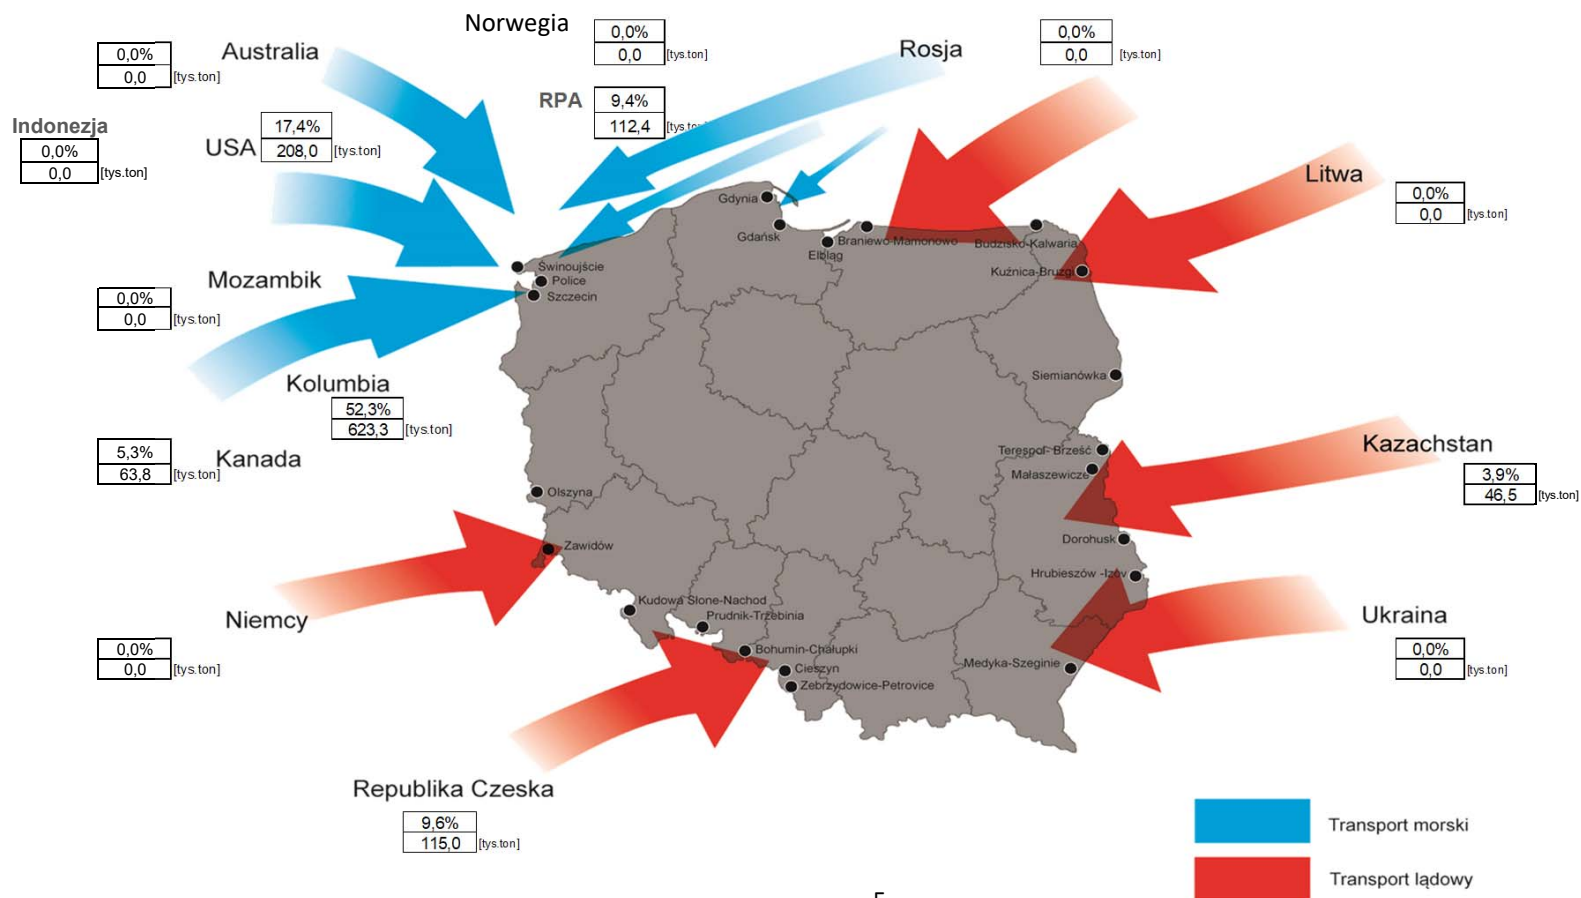 Norwegia
0,0%
0,0 [tys.ton]
Rosja
0,0%
0,0 [tys.ton]
Australia
0,0%
0,0 [tys.ton]
RPA
9,4%
112,4
Indonezja
0,0%
0,0 [tys.ton]
USA
17,4%
208,0 [tys.ton]
Litwa
0,0%
0,0 [tys.ton]
Gdynia
Gdańsk
Elbląg
Braniewo-Mamonowo
Budzisko-Kalwaria
Kuźnica-Bruzgi
Świnoujście
Police
Szczecin
Mozambik
0,0%
0,0 [tys.ton]
Kolumbia
52,3%
623,3 [tys.ton]
Siemianówka
Kanada
5,3%
63,8 [tys.ton]
Terespol- Brześć
Małaszewicze
Kazachstan
3,9%
46,5 [tys.ton]
Olszyna
Zawidów
Dorohusk
Hrubieszów -Izov
Niemcy
0,0%
0,0 [tys.ton]
Kudowa Słone-Nachod
Prudnik-Trzebinia
Bohumin-Chałupki
Cieszyn
Zebrzydowice-Petrovice
Medyka-Szeginie
Ukraina
0,0%
0,0 [tys.ton]
Republika Czeska
9,6%
115,0 [tys.ton]
Transport morski
Transport lądowy